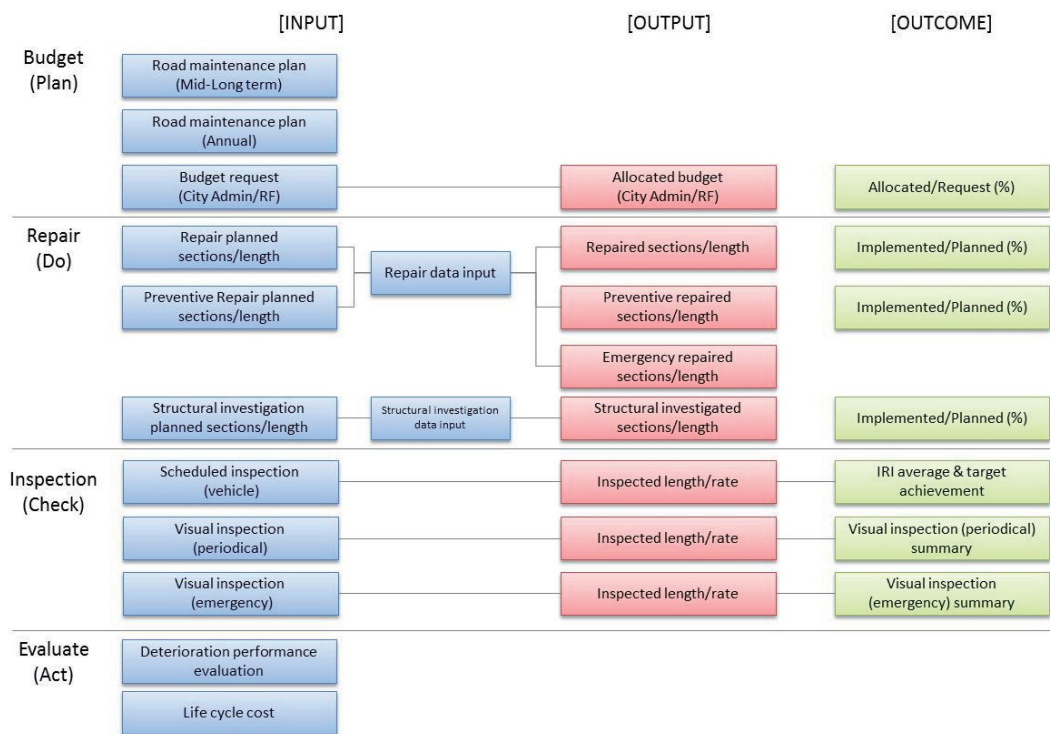 [INPUT]
[OUTPUT]
[OUTCOME]
Budget
(Plan)
Road maintenance plan
(Mid-Long term)
Road maintenance plan
(Annual)
Budget request
(City Admin/RF)
Allocated budget
(City Admin/RF)
Allocated/Request (%)
Repair
(Do)
Repair planned
sections/length
Repair data input
Repaired sections/length
Implemented/Planned (%)
Preventive Repair planned
sections/length
Preventive repaired
sections/length
Implemented/Planned (%)
Emergency repaired
sections/length
Structural investigation
planned sections/length
Structural investigation
data input
Structural investigated
sections/length
Implemented/Planned (%)
Inspection
(Check)
Scheduled inspection
(vehicle)
Inspected length/rate
IRI average & target
achievement
Visual inspection
(periodical)
Inspected length/rate
Visual inspection (periodical)
summary
Visual inspection
(emergency)
Inspected length/rate
Visual inspection
(emergency) summary
Evaluate
(Act)
Deterioration performance
evaluation
Life cycle cost